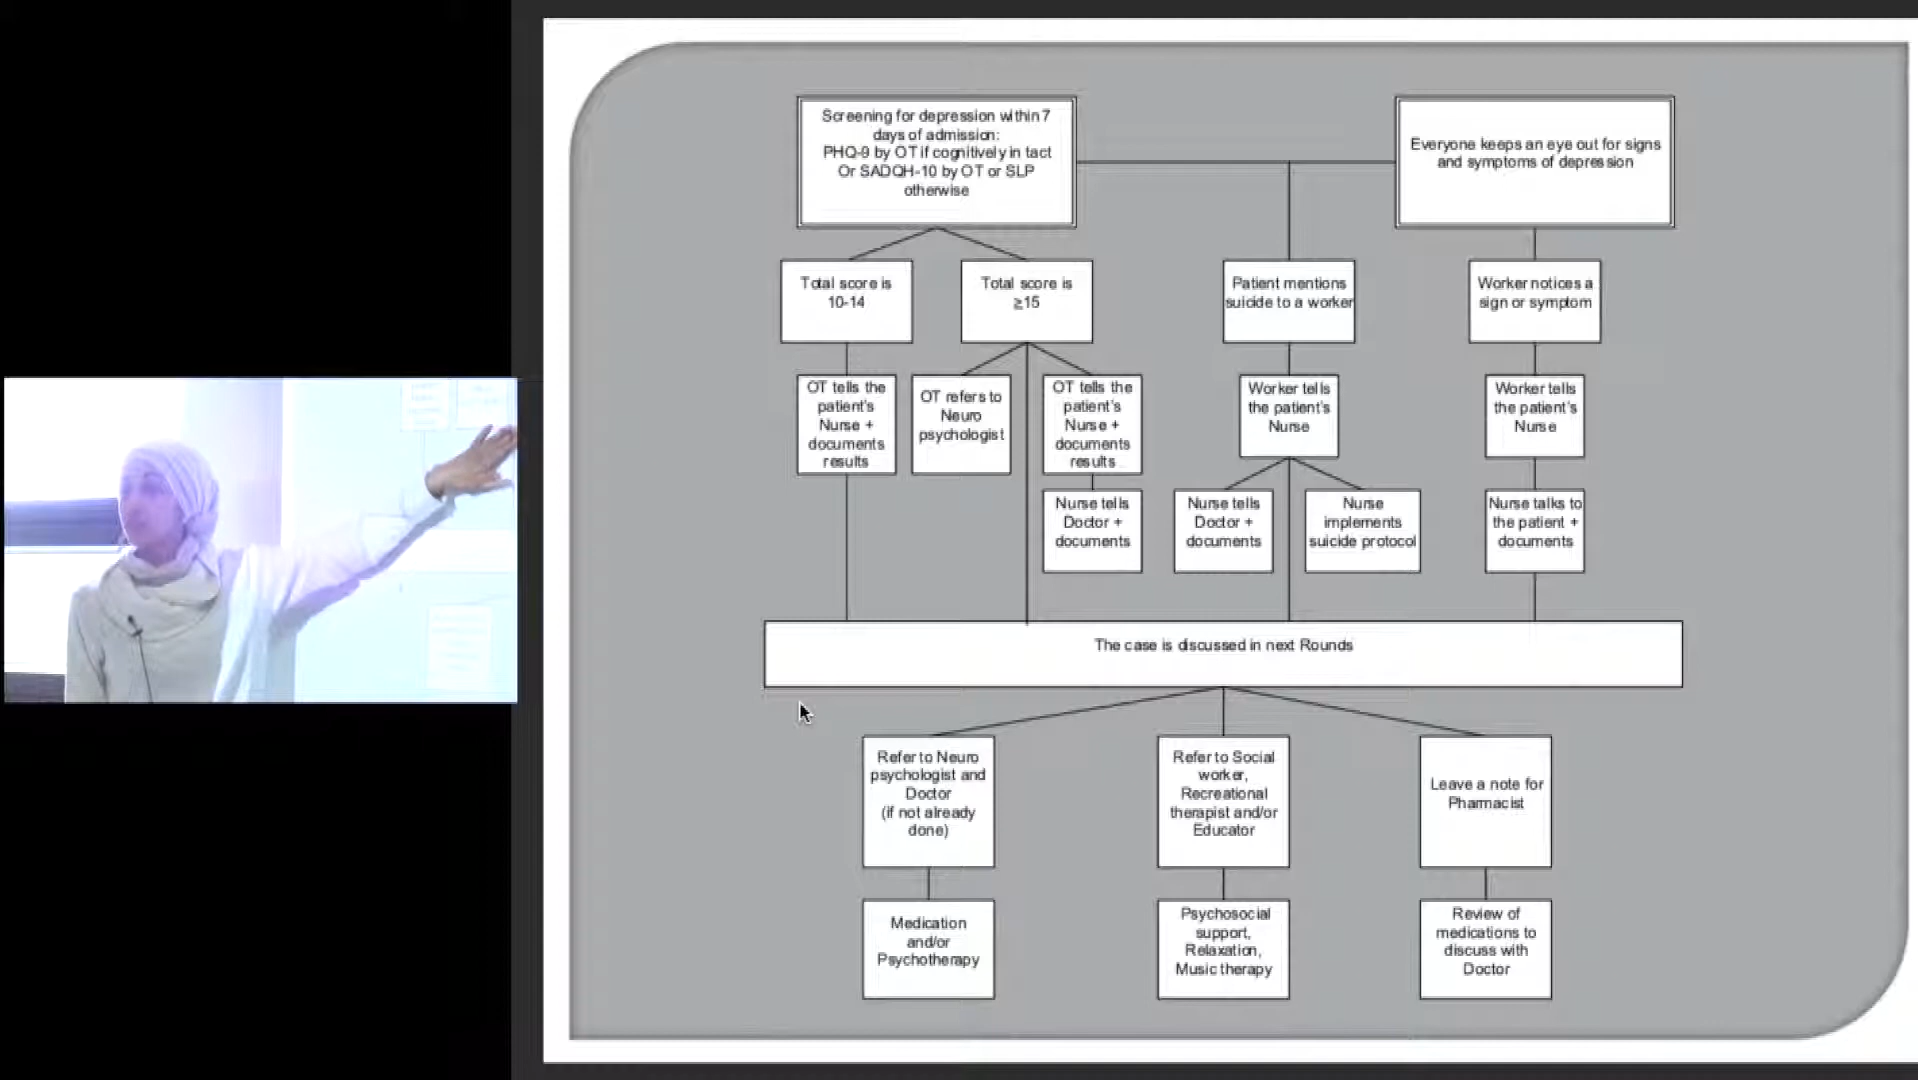 Screening for depression within 7
days of admission:
PHQ-9 by OT if cognitively in tact
Or SADQH-10 by OT or SLP
otherwise
Everyone keeps an eye out for signs
and symptoms of depression
Total score is
10-14
Total score is
≥15
Patient mentions
suicide to a worker
Worker notices a
sign or symptom
OT tells the
patient's
Nurse +
documents
results
OT refers to
Neuro
psychologist
OT tells the
patient's
Nurse +
documents
results
Worker tells
the patient's
Nurse
Worker tells
the patient's
Nurse
Nurse tells
Doctor +
documents
Nurse tells
Doctor +
documents
Nurse
implements
suicide protocol
Nurse talks to
the patient +
documents
The case is discussed in next Rounds
Refer to Neuro
psychologist and
Doctor
(if not already
done)
Refer to Social
worker,
Recreational
therapist and/or
Educator
Leave a note for
Pharmacist
Medication
and/or
Psychotherapy
Psychosocial
support,
Relaxation,
Music therapy
Review of
medications to
discuss with
Doctor